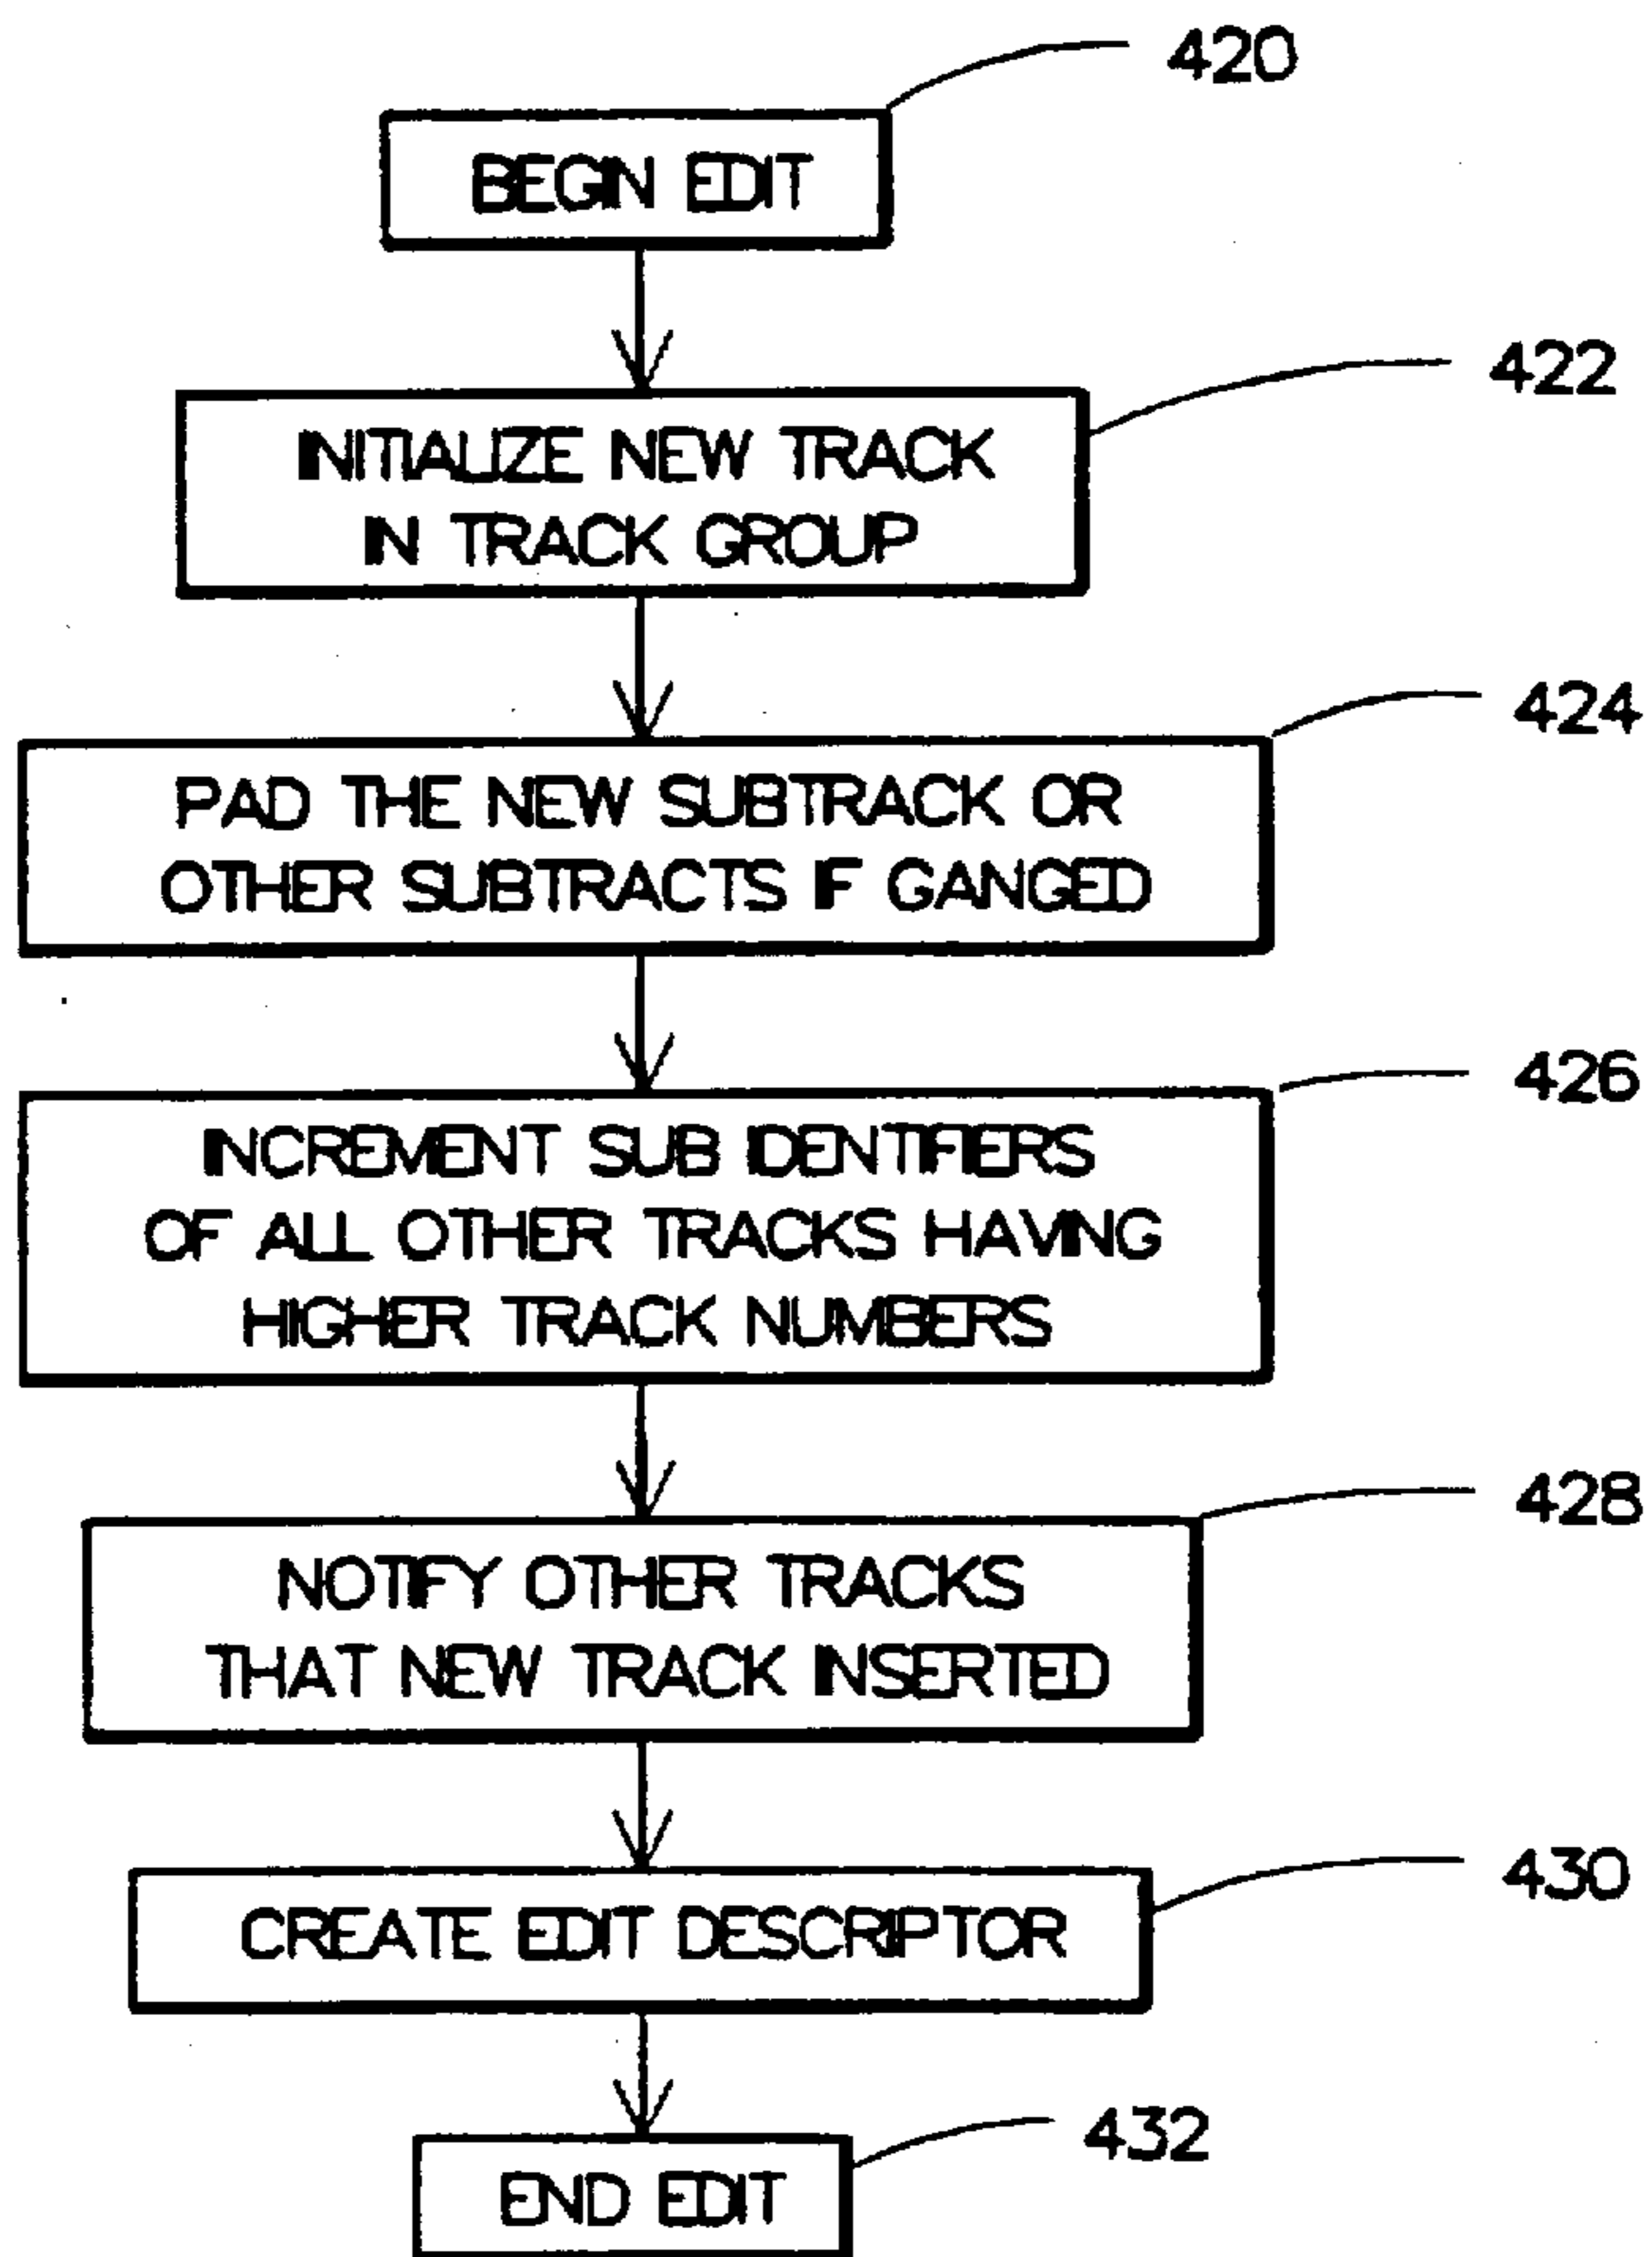 420
BEGIN EDIT
422
INITIALIZE NEW TRACK
IN TRACK GROUP
424
PAD THE NEW SUBTRACK OR
OTHER SUBTRACTS IF GANGED
426
INCREMENT SUB IDENTIFIERS
OF ALL OTHER TRACKS HAVING
HIGHER TRACK NUMBERS
428
NOTIFY OTHER TRACKS
THAT NEW TRACK INSERTED
430
CREATE EDIT DESCRIPTOR
432
END EDIT